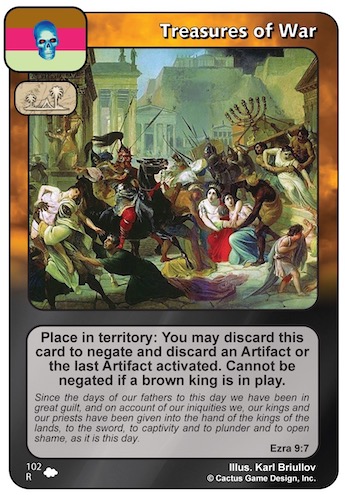 Treasures of War
Place in territory: You may discard this
card to negate and discard an Artifact or
the last Artifact activated. Cannot be
negated if a brown king is in play.
Since the days of our fathers to this day we have been in
great guilt, and on account of our iniquities we, our kings and
our priests have been given into the hand of the kings of the
lands, to the sword, to captivity and to plunder and to open
shame, as it is this day.
Ezra 9:7
102
R
Illus. Karl Briullov
© Cactus Game Design, Inc.